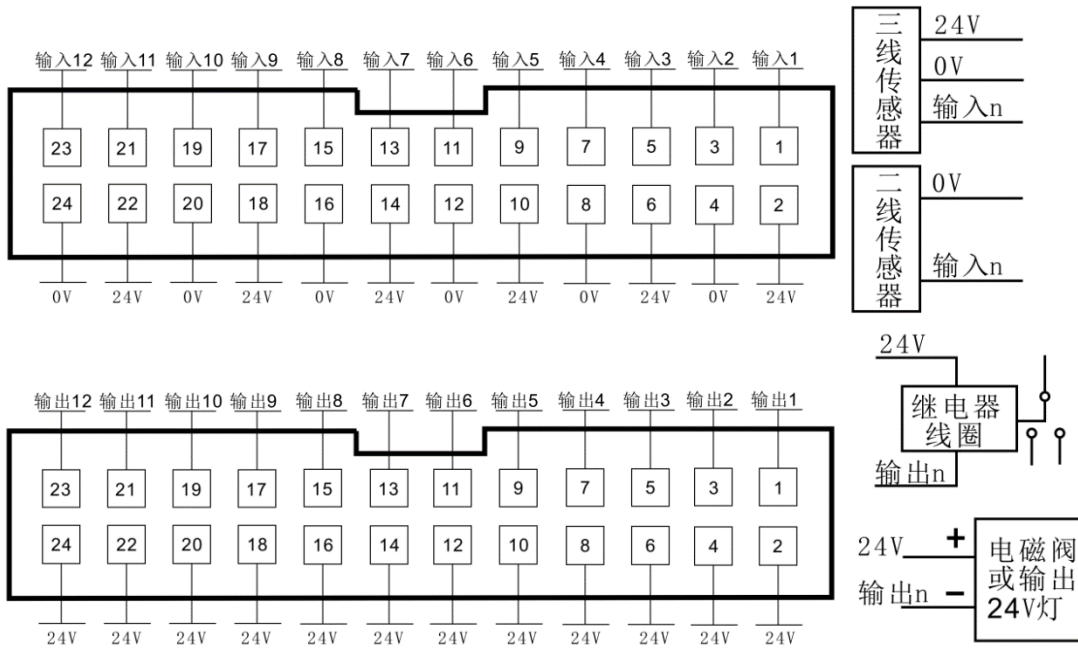 输入12 输入11 输入10 输入9 输入8 输入7 输入6 输入5 输入4 输入3 输入2 输入1
23 21 19 17 15 13 11 9 7 5 3 1
24 22 20 18 16 14 12 10 8 6 4 2
0V 24V 0V 24V 0V 24V 0V 24V 0V 24V 0V 24V
三线传感器
24V
0V
输入n
二线传感器
0V
输入n
输出12 输出11 输出10 输出9 输出8 输出7 输出6 输出5 输出4 输出3 输出2 输出1
23 21 19 17 15 13 11 9 7 5 3 1
24 22 20 18 16 14 12 10 8 6 4 2
24V 24V 24V 24V 24V 24V 24V 24V 24V 24V 24V 24V
24V
继电器
线圈
输出n
24V +
输出n −
电磁阀
或输出
24V灯